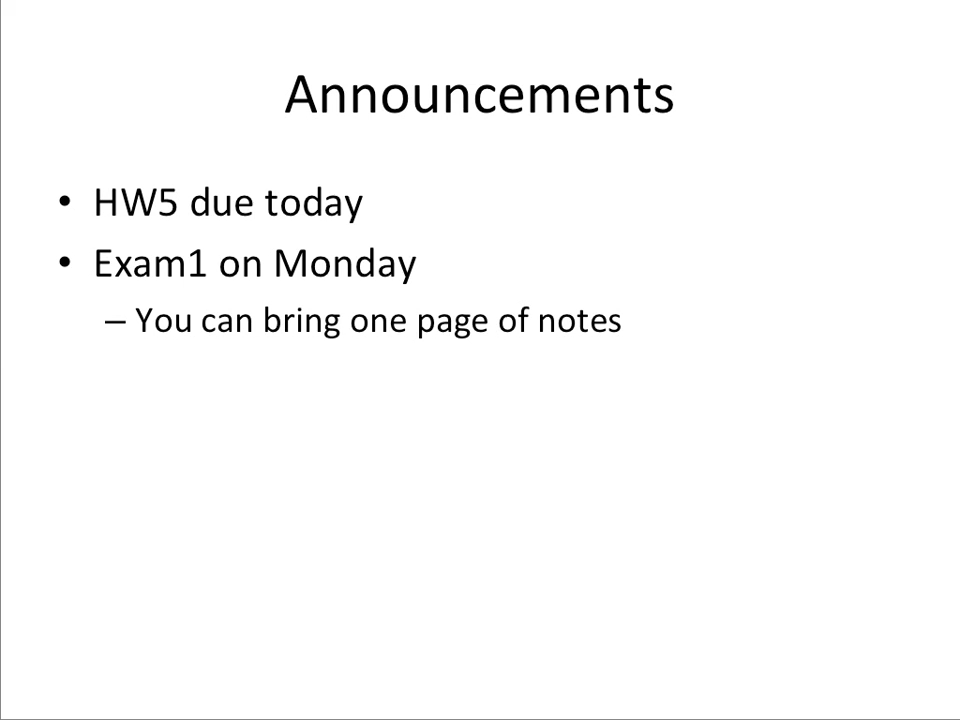 Announcements
• HW5 due today
• Exam1 on Monday
– You can bring one page of notes